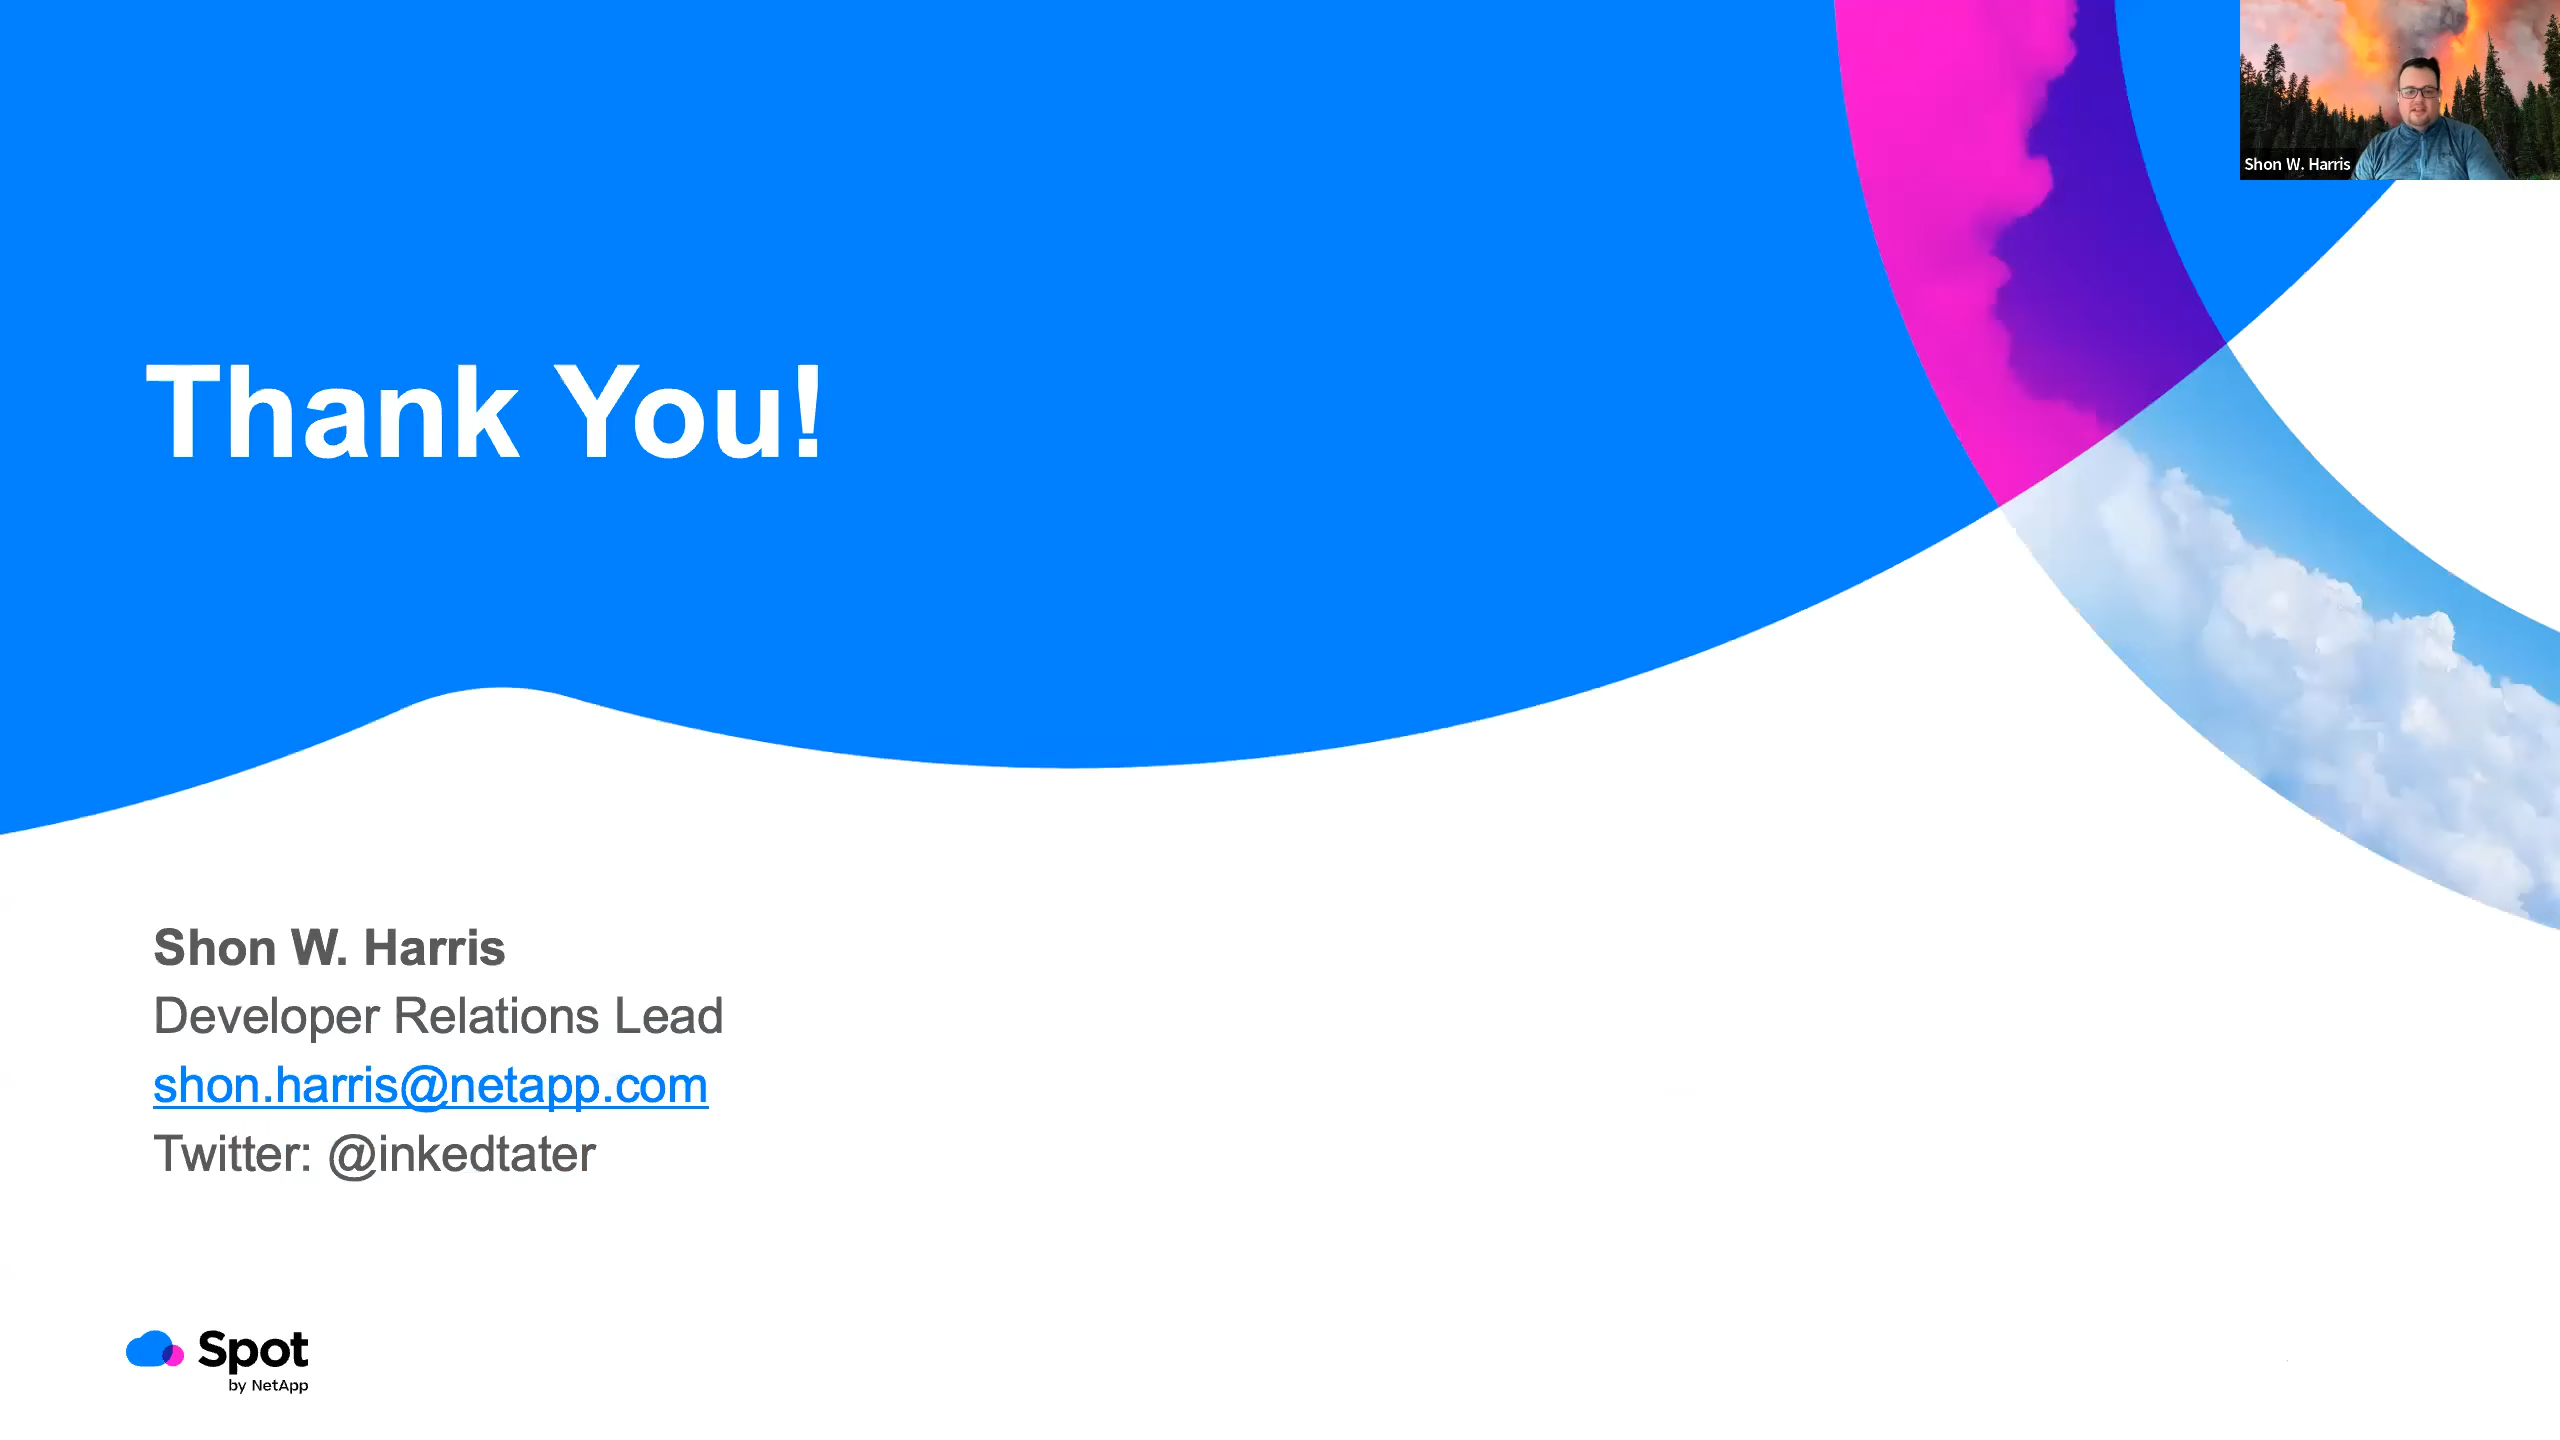 Shon W. Harris
Thank You!
Shon W. Harris
Developer Relations Lead
shon.harris@netapp.com
Twitter: @inkedtater
Spot
by NetApp